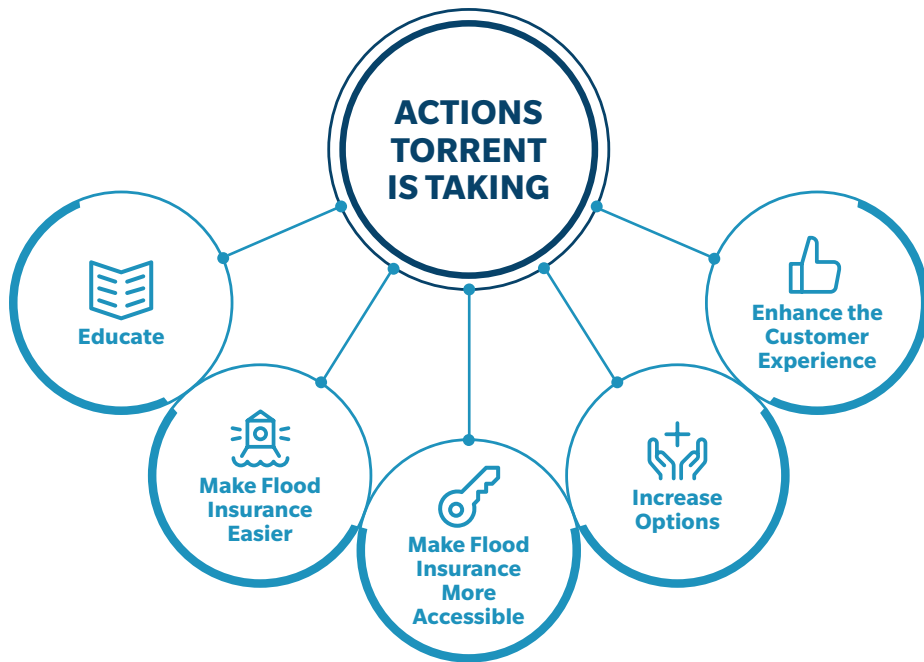 ACTIONS
TORRENT
IS TAKING
Educate
Make Flood
Insurance
Easier
Make Flood
Insurance
More
Accessible
Increase
Options
Enhance the
Customer
Experience